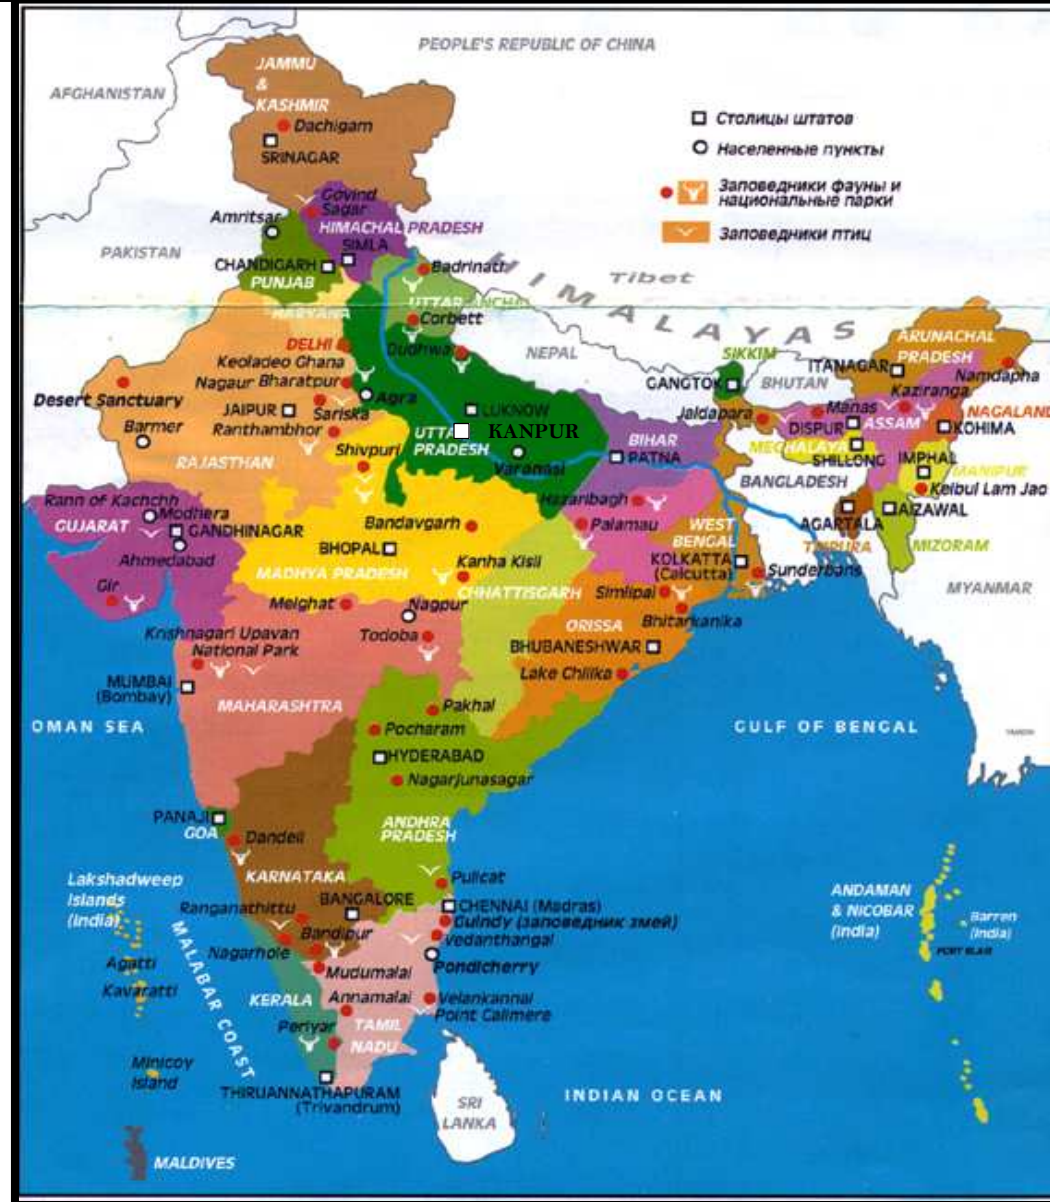 PEOPLE'S REPUBLIC OF CHINA
AFGHANISTAN
JAMMU
&
KASHMIR
Dachigam
SRINAGAR
Столицы штатов
Населенные пункты
Заповедники фауны и
национальные парки
Заповедники птиц
Govind
Sagar
Amritsar
HIMACHAL PRADESH
PAKISTAN
SIMLA
CHANDIGARH
PUNJAB
Badrinath
HIMALAYAS
Tibet
UTTARANCHAL
HARYANA
Corbett
DELHI
Dudhwa
NEPAL
SIKKIM
ARUNACHAL
PRADESH
ITANAGAR
Keoladeo Ghana
Nagaur
Bharatpur
Agra
GANGTOK
BHUTAN
Namdapha
Kaziranga
Desert Sanctuary
JAIPUR
Sariska
LUKNOW
Jaldapara
Manas
NAGALAND
Barmer
Ranthambhor
UTTAR
PRADESH
KANPUR
DISPUR
ASSAM
KOHIMA
BIHAR
PATNA
MEGHALAYA
SHILLONG
IMPHAL
RAJASTHAN
Shivpuri
Varanasi
MANIPUR
BANGLADESH
Keibul Lam Jao
Rann of Kachchh
Modhera
Hazaribagh
GUJARAT
GANDHINAGAR
Bandavgarh
Palamau
WEST
BENGAL
AGARTALA
AIZAWAL
Ahmedabad
BHOPAL
TRIPURA
MIZORAM
MADHYA PRADESH
Kanha Kisli
KOLKATTA
(Calcutta)
Sunderbans
Gir
CHHATTISGARH
Simlipal
MYANMAR
Melghat
Nagpur
Bhitarkanika
Krishnagari Upavan
National Park
Todoba
ORISSA
BHUBANESHWAR
Lake Chilika
MUMBAI
(Bombay)
MAHARASHTRA
Pakhal
OMAN SEA
GULF OF BENGAL
Pocharam
HYDERABAD
Nagarjunasagar
PANAJI
GOA
Dandeli
ANDHRA
PRADESH
KARNATAKA
Pulicat
Lakshadweep
Islands
(India)
BANGALORE
CHENNAI (Madras)
ANDAMAN
& NICOBAR
(India)
Ranganathittu
Guindy (заповедник змей)
Barren
(India)
Bandipur
Vedanthangal
PORT BLAIR
Nagarhole
Pondicherry
Agatti
Mudumalai
Kavaratti
MALABAR COAST
KERALA
Annamalai
Velankannai
Point Calimere
TAMIL
NADU
Periyar
Minicoy
Island
THIRUANNATHAPURAM
(Trivandrum)
SRI
LANKA
INDIAN OCEAN
MALDIVES